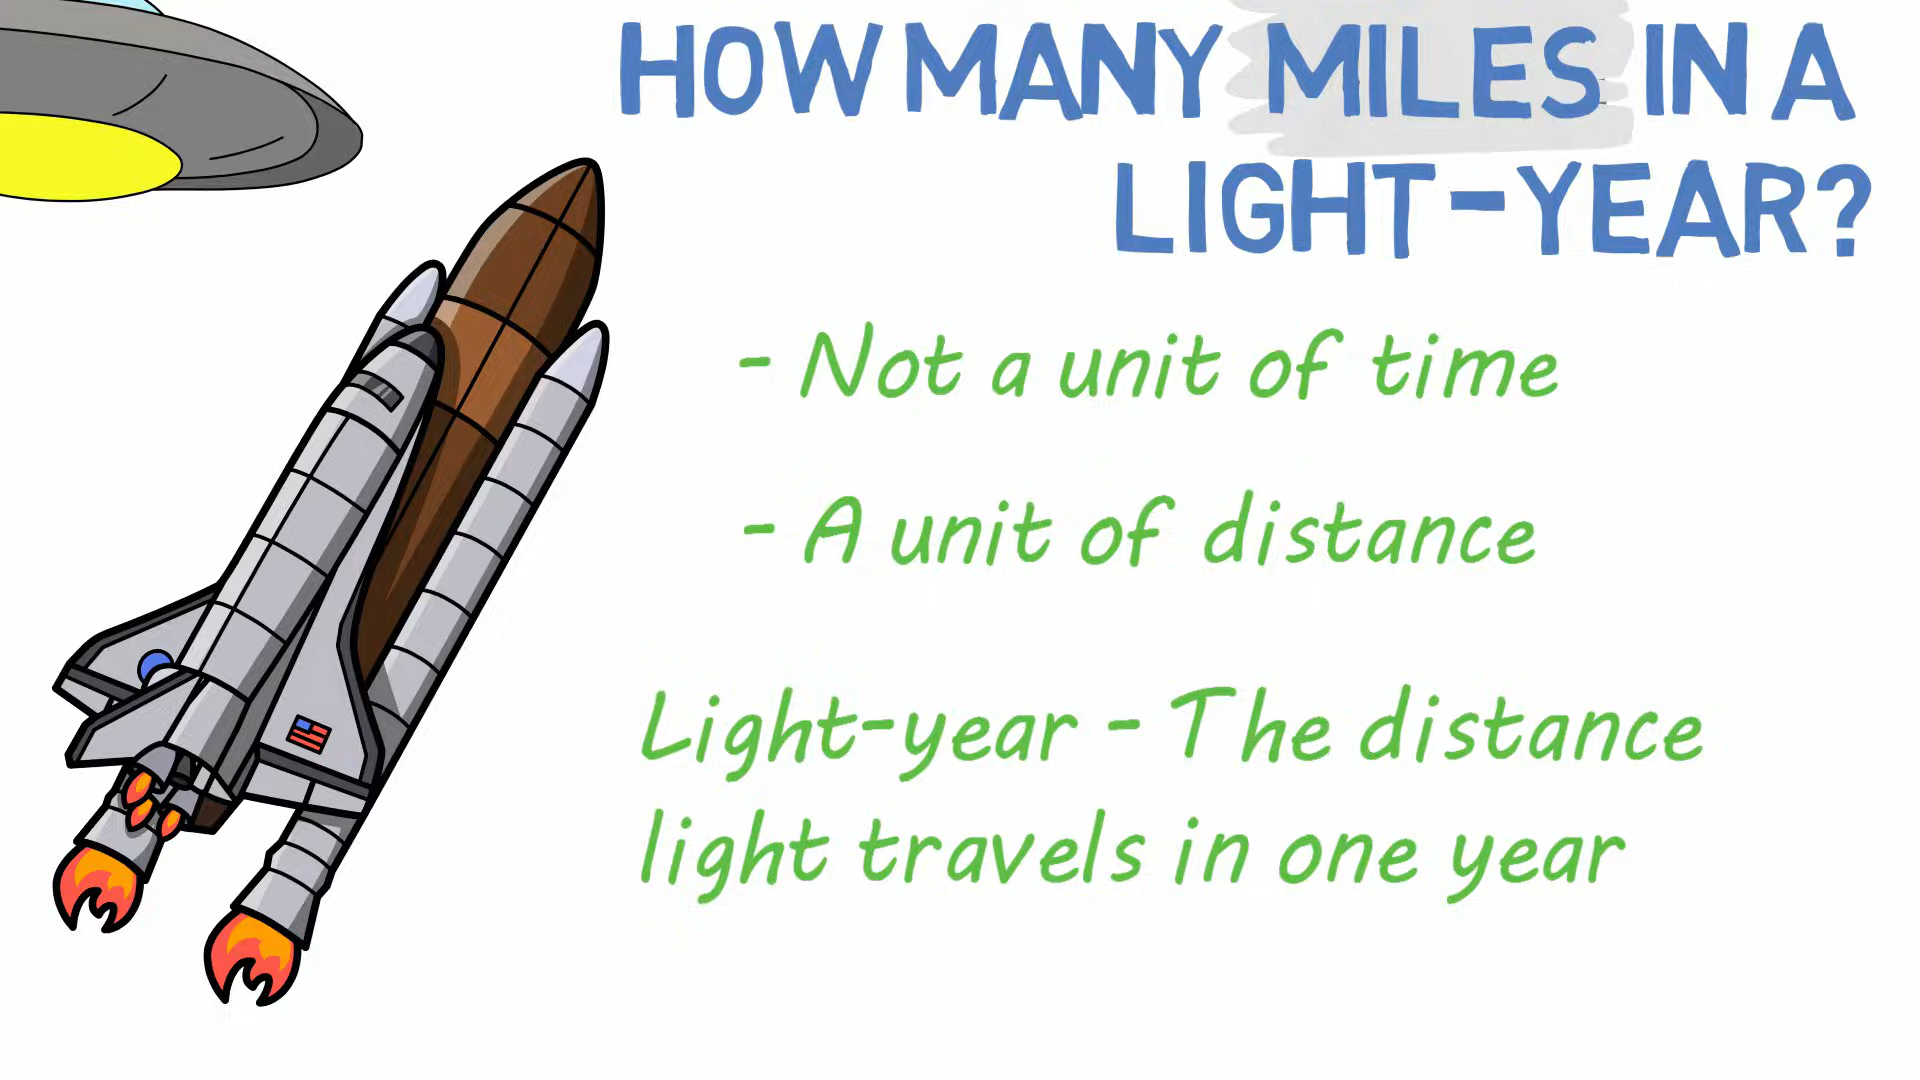 HOW MANY MILES IN A
LIGHT-YEAR?
- Not a unit of time
- A unit of distance
Light-year - The distance
light travels in one year